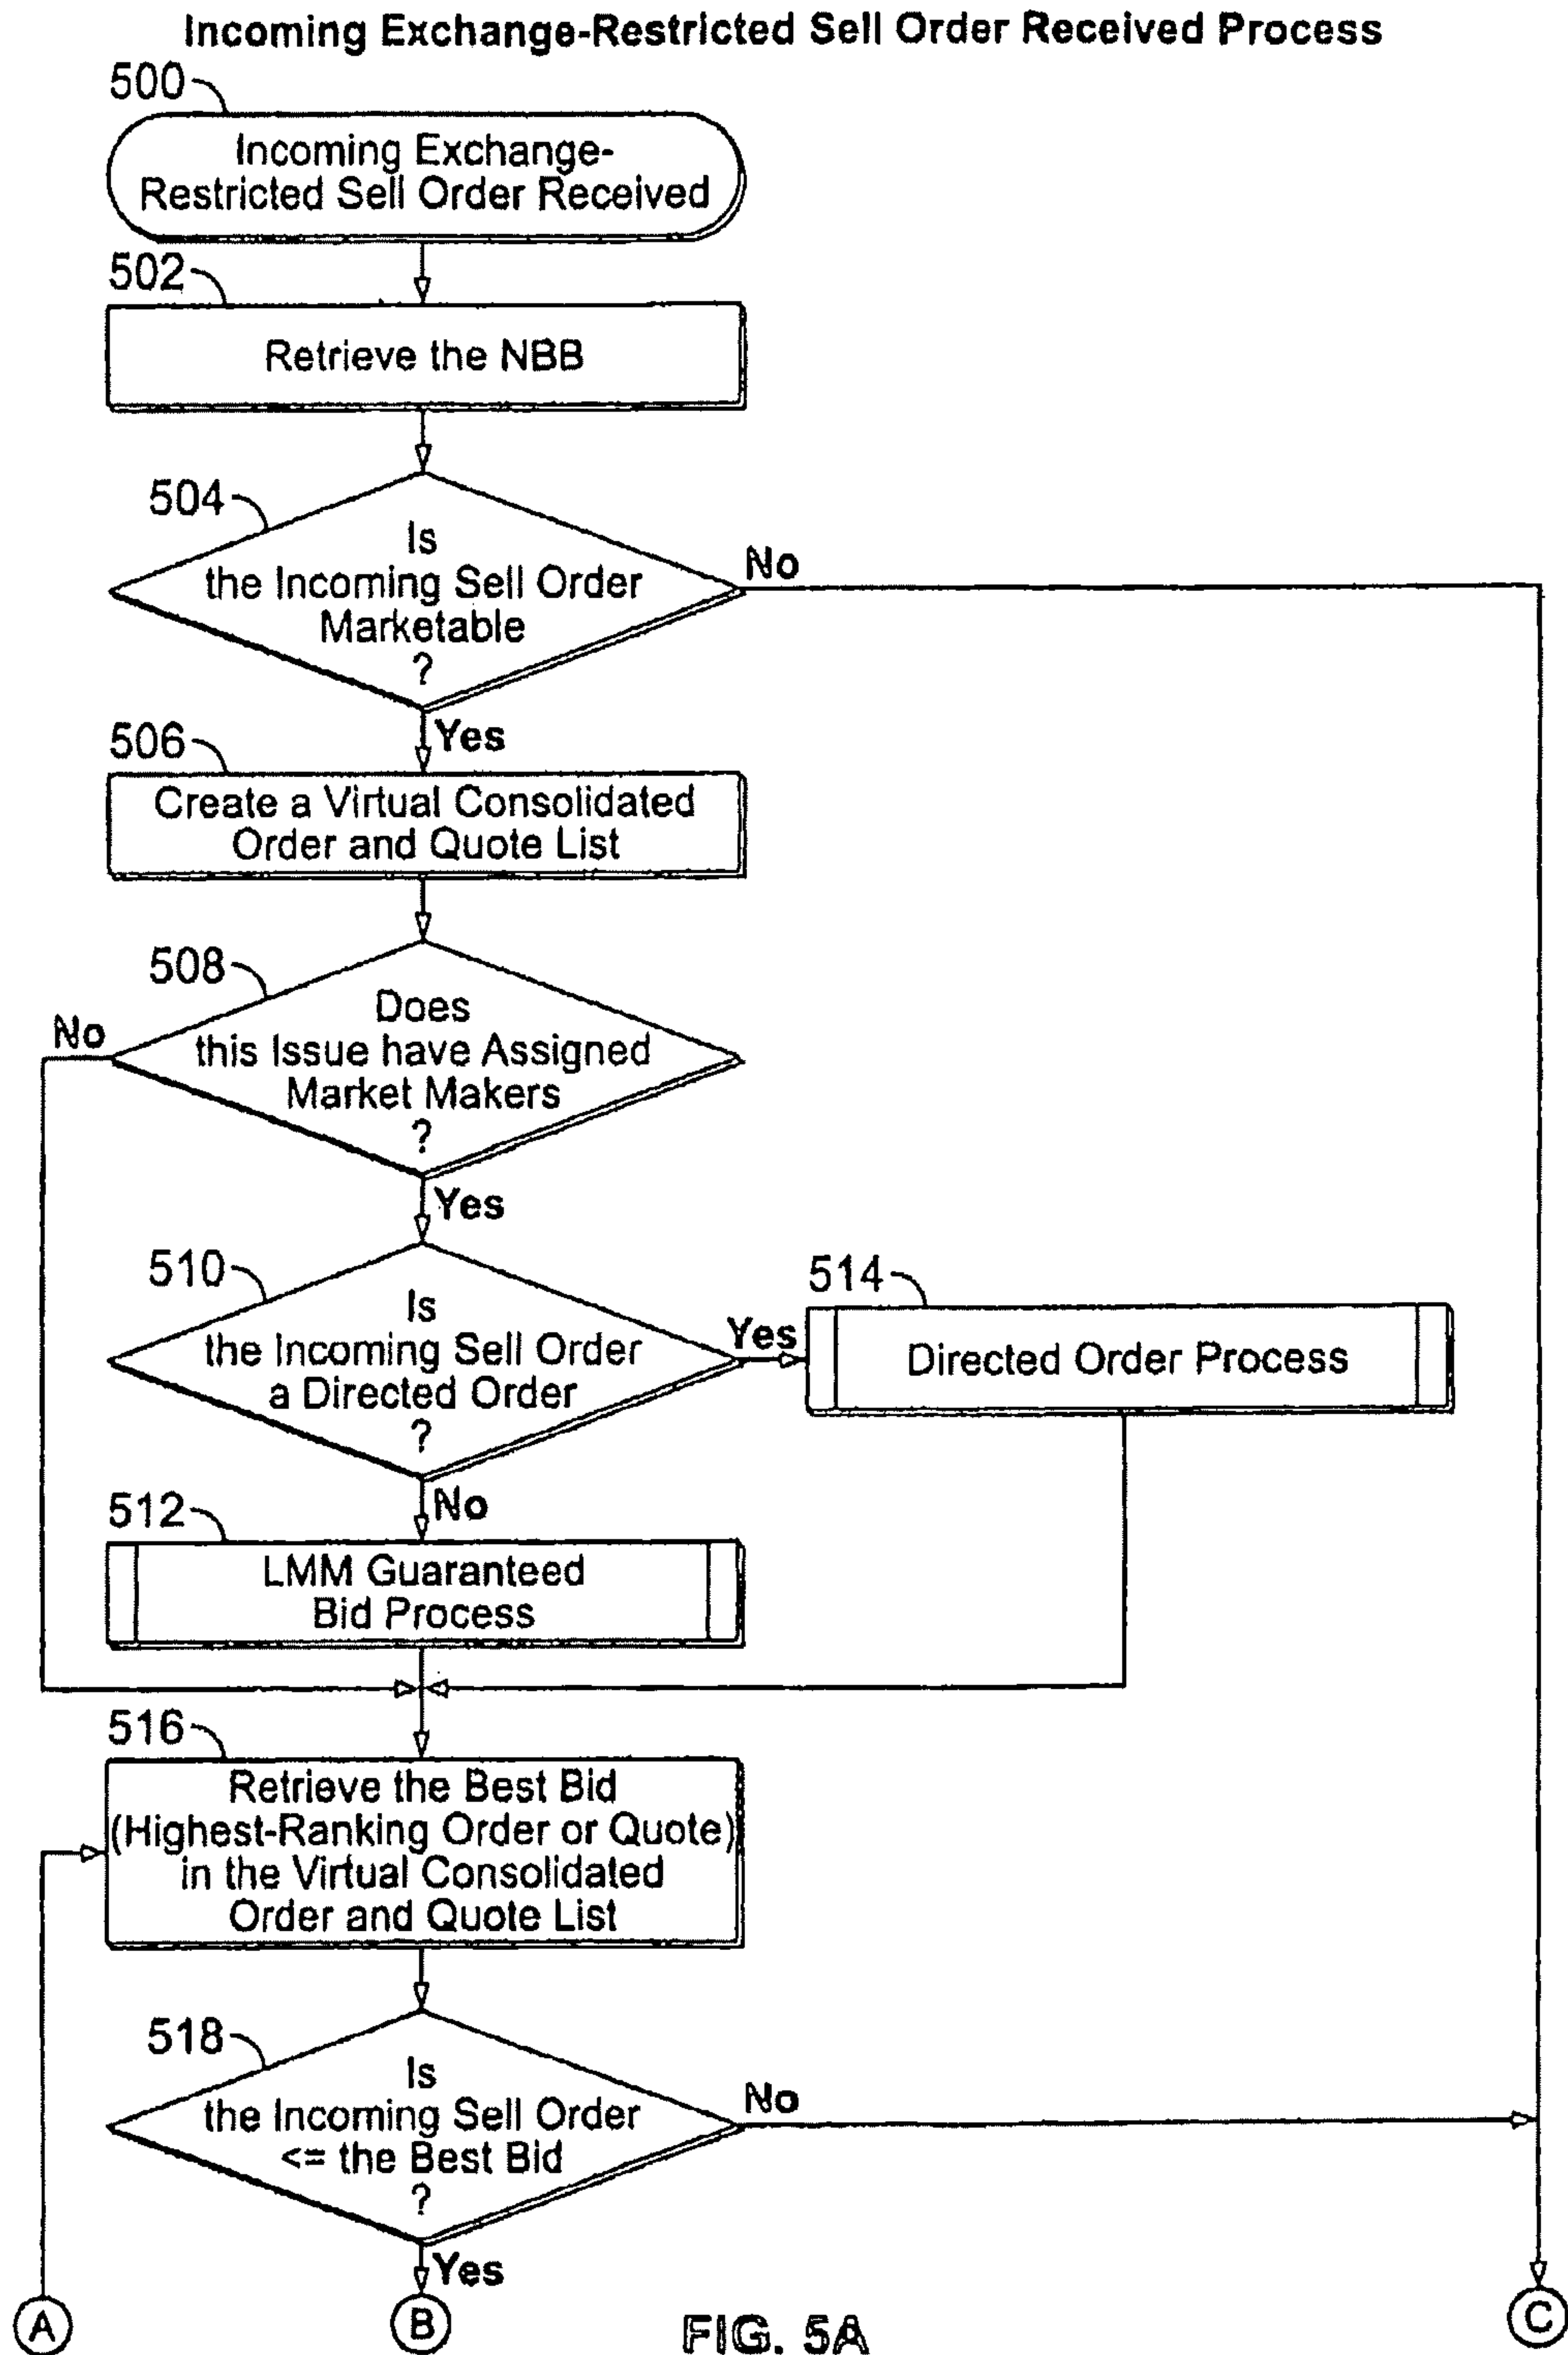 Incoming Exchange-Restricted Sell Order Received Process
500
Incoming Exchange-
Restricted Sell Order Received
502
Retrieve the NBB
504
Is
the Incoming Sell Order
Marketable
?
No
Yes
506
Create a Virtual Consolidated
Order and Quote List
508
Does
this Issue have Assigned
Market Makers
?
No
Yes
510
Is
the Incoming Sell Order
a Directed Order
?
Yes
514
Directed Order Process
No
512
LMM Guaranteed
Bid Process
516
Retrieve the Best Bid
(Highest-Ranking Order or Quote)
in the Virtual Consolidated
Order and Quote List
518
Is
the Incoming Sell Order
<= the Best Bid
?
No
Yes
A
B
C
FIG. 5A